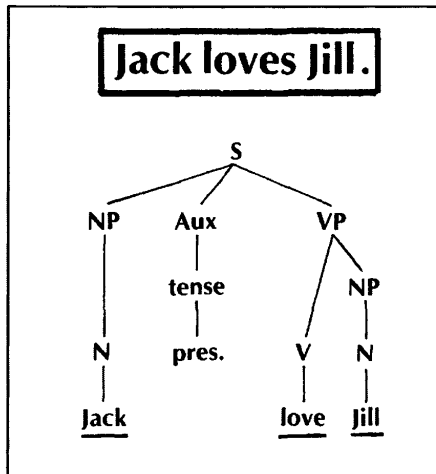 Jack loves Jill.
S
NP Aux VP
tense NP
N pres. V N
Jack love Jill